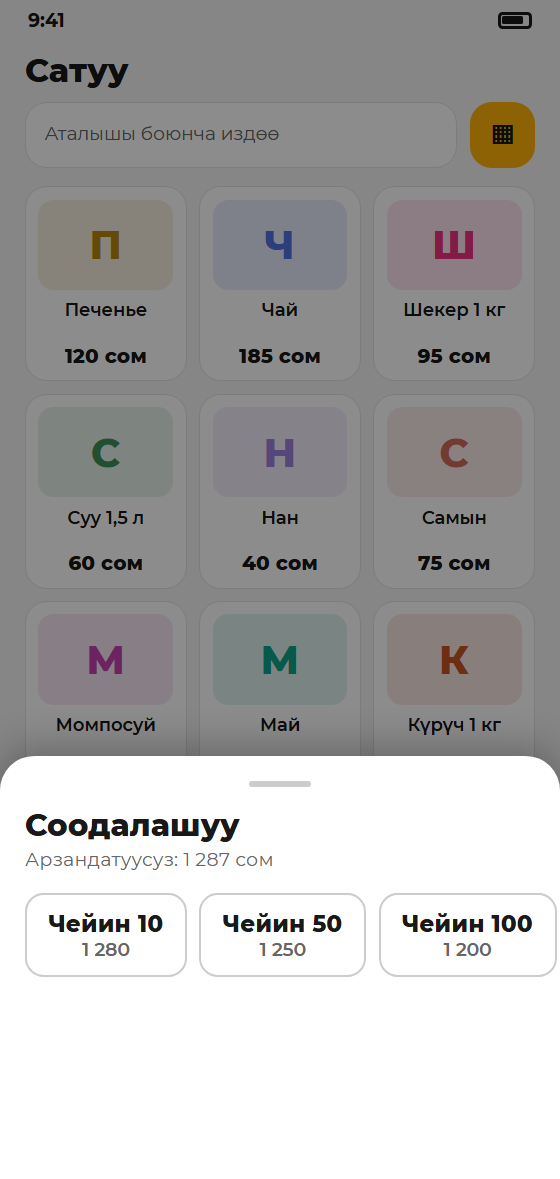 9:41
Сатуу
Аталышы боюнча издөө
П
Ч
Ш
Печенье
Чай
Шекер 1 кг
120 сом
185 сом
95 сом
С
Н
С
Суу 1,5 л
Нан
Самын
60 сом
40 сом
75 сом
М
М
К
Момпосуй
Май
Күрүч 1 кг
Соодалашуу
Арзандатуусуз: 1 287 сом
Чейин 10
Чейин 50
Чейин 100
1 280
1 250
1 200